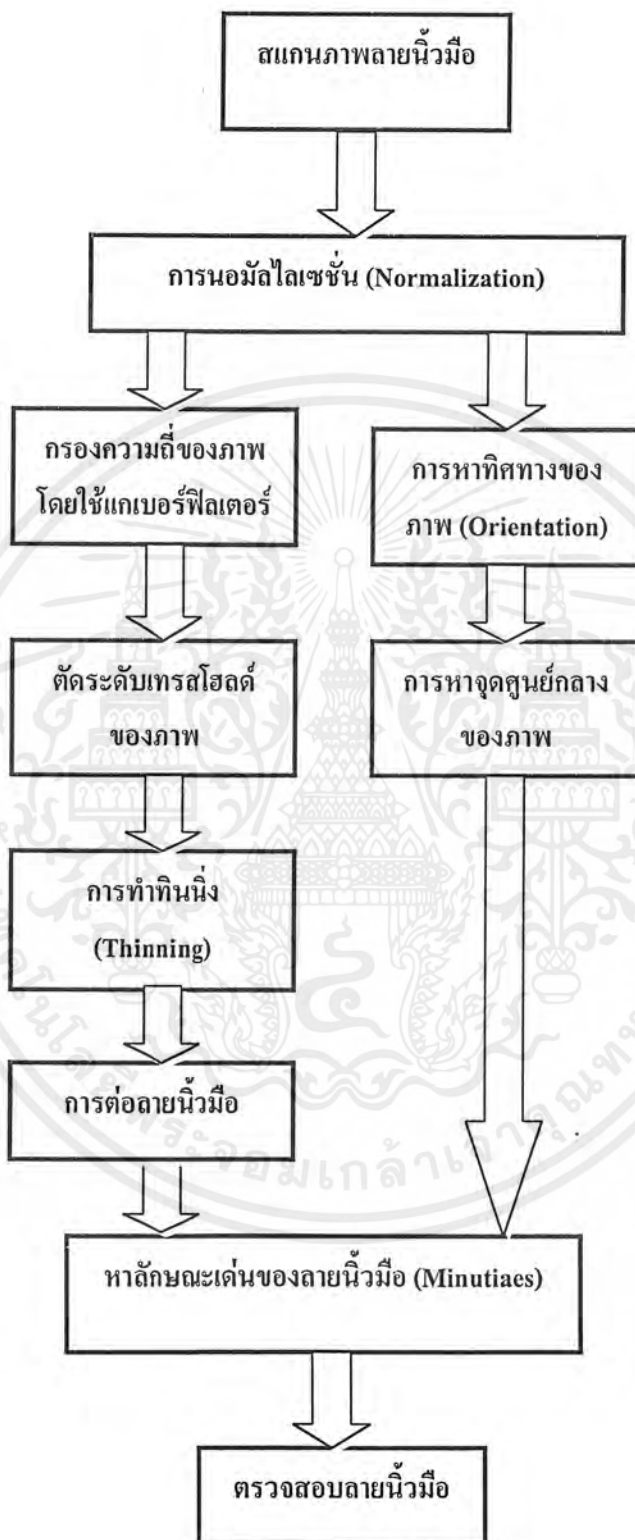 สแกนภาพลายนิ้วมือ
การนอมัลไลเซชั่น (Normalization)
กรองความถี่ของภาพ
โดยใช้แกเบอร์ฟิลเตอร์
การหาทิศทางของ
ภาพ (Orientation)
ตัดระดับเทรสโฮลด์
ของภาพ
การหาจุดศูนย์กลาง
ของภาพ
การทำทินนิ่ง
(Thinning)
การต่อลายนิ้วมือ
หาลักษณะเด่นของลายนิ้วมือ (Minutiaes)
ตรวจสอบลายนิ้วมือ